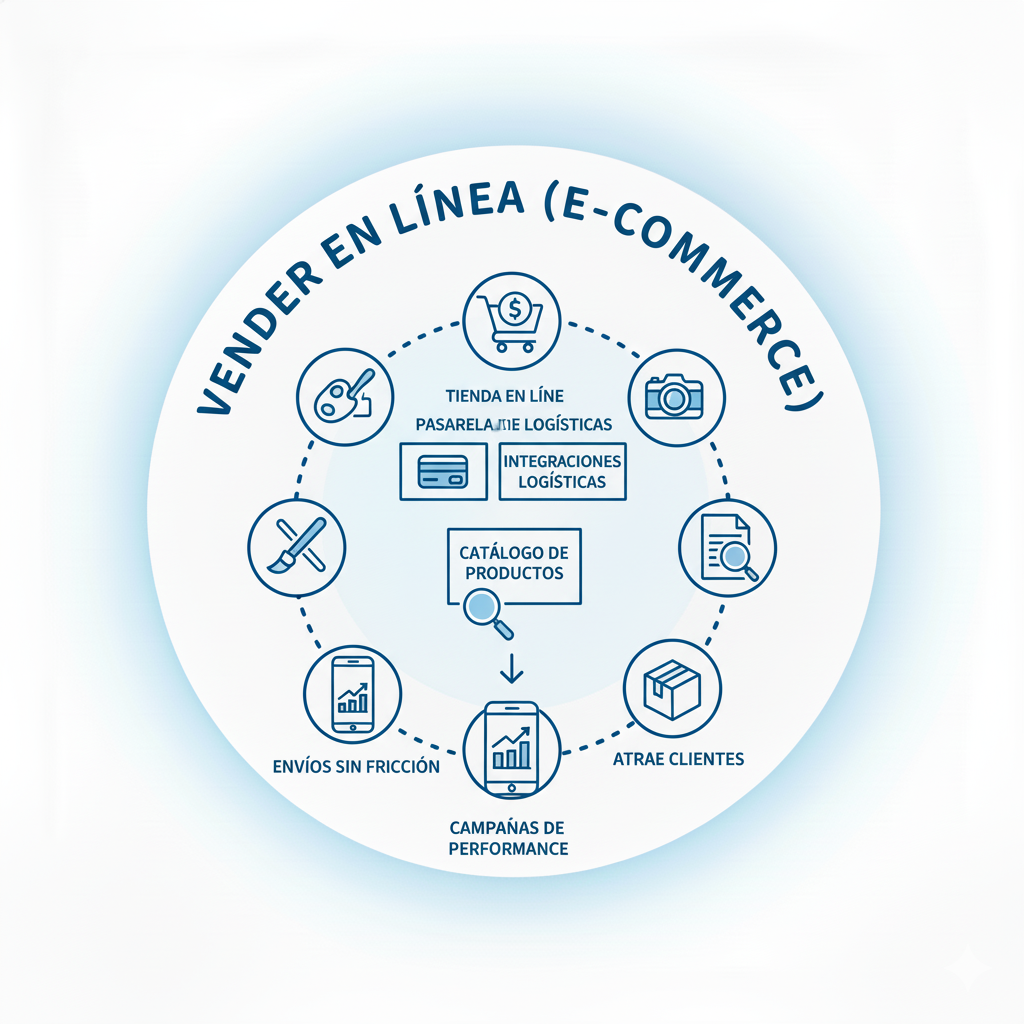 VENDER EN LÍNEA (E-COMMERCE)
$
TIENDA EN LÍNE
PASARELA LOGÍSTICAS
INTEGRACIONES
LOGÍSTICAS
CATÁLOGO DE
PRODUCTOS
ENVÍOS SIN FRICCIÓN
ATRAE CLIENTES
CAMPAÑAS DE
PERFORMANCE